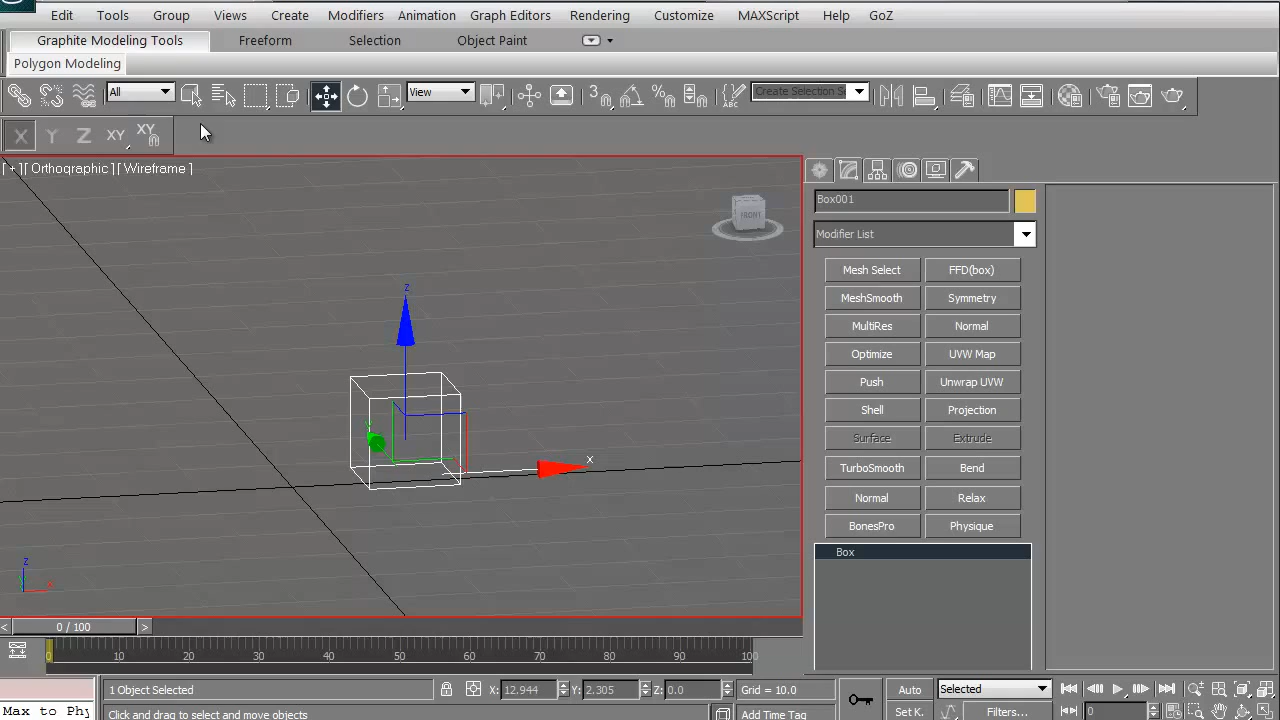 Edit Tools Group Views Create Modifiers Animation Graph Editors Rendering Customize MAXScript Help GoZ
Graphite Modeling Tools Freeform Selection Object Paint
Polygon Modeling
All View Create Selection Se
X Y Z XY XY
[ + ][ Orthographic ] [ Wireframe ]
FRONT
Box001
Modifier List
Mesh Select FFD(box)
MeshSmooth Symmetry
MultiRes Normal
Optimize UVW Map
Push Unwrap UVW
Shell Projection
Surface Extrude
TurboSmooth Bend
Normal Relax
BonesPro Physique
Box
z
x
z
x
< 0 / 100 >
0 10 20 30 40 50 60 70 80 90 100
1 Object Selected X: 12.944 Y: 2.305 Z: 0.0 Grid = 10.0 Auto Selected
Max to Phy Click and drag to select and move objects Add Time Tag Set K. Filters... 0